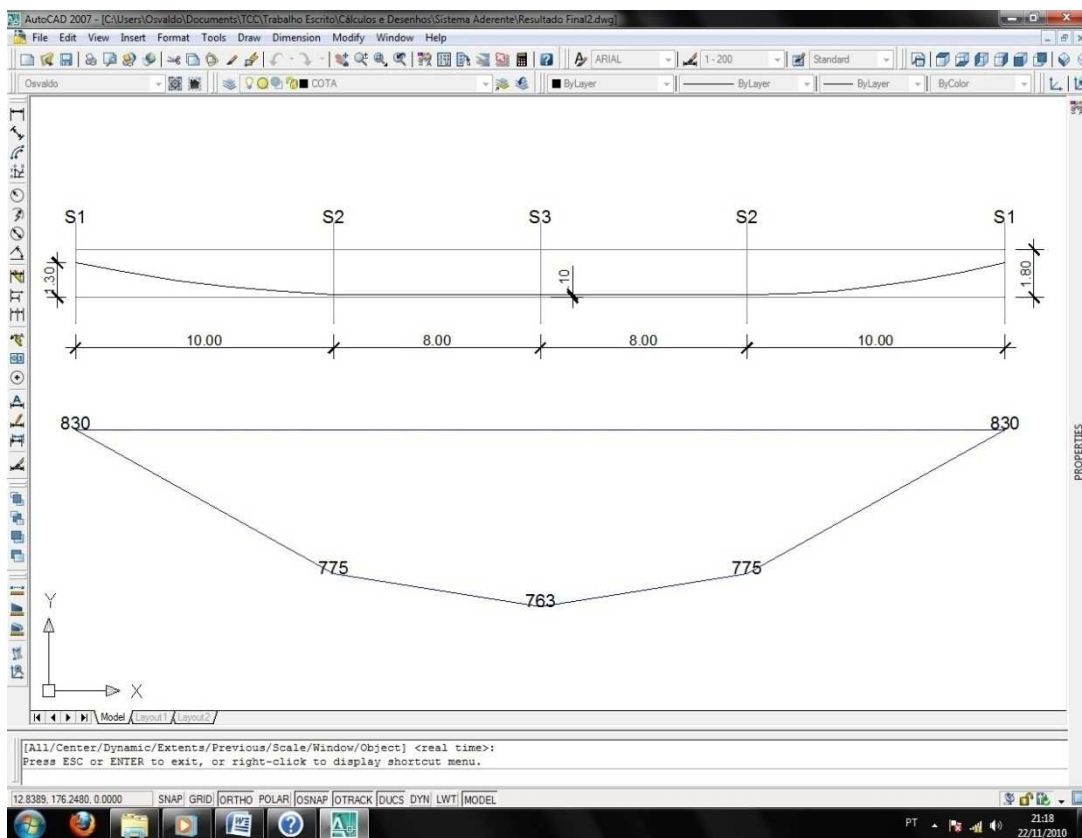 AutoCAD 2007 - [C:\Users\Osvaldo\Documents\TCC\Trabalho Escrito\Cálculos e Desenhos\Sistema Aderente\Resultado Final2.dwg]
File Edit View Insert Format Tools Draw Dimension Modify Window Help
ARIAL 1-200 Standard
Osvaldo COTA ByLayer ByLayer ByLayer ByColor
S1 S2 S3 S2 S1
1.30 .10 1.80
10.00 8.00 8.00 10.00
830 830
775 775
763
PROPERTIES
Y
X
Model Layout1 Layout2
[All/Center/Dynamic/Extents/Previous/Scale/Window/Object] <real time>:
Press ESC or ENTER to exit, or right-click to display shortcut menu.
12.8389, 176.2480, 0.0000 SNAP GRID ORTHO POLAR OSNAP OTRACK DUCS DYN LWT MODEL
PT 21:18
22/11/2010